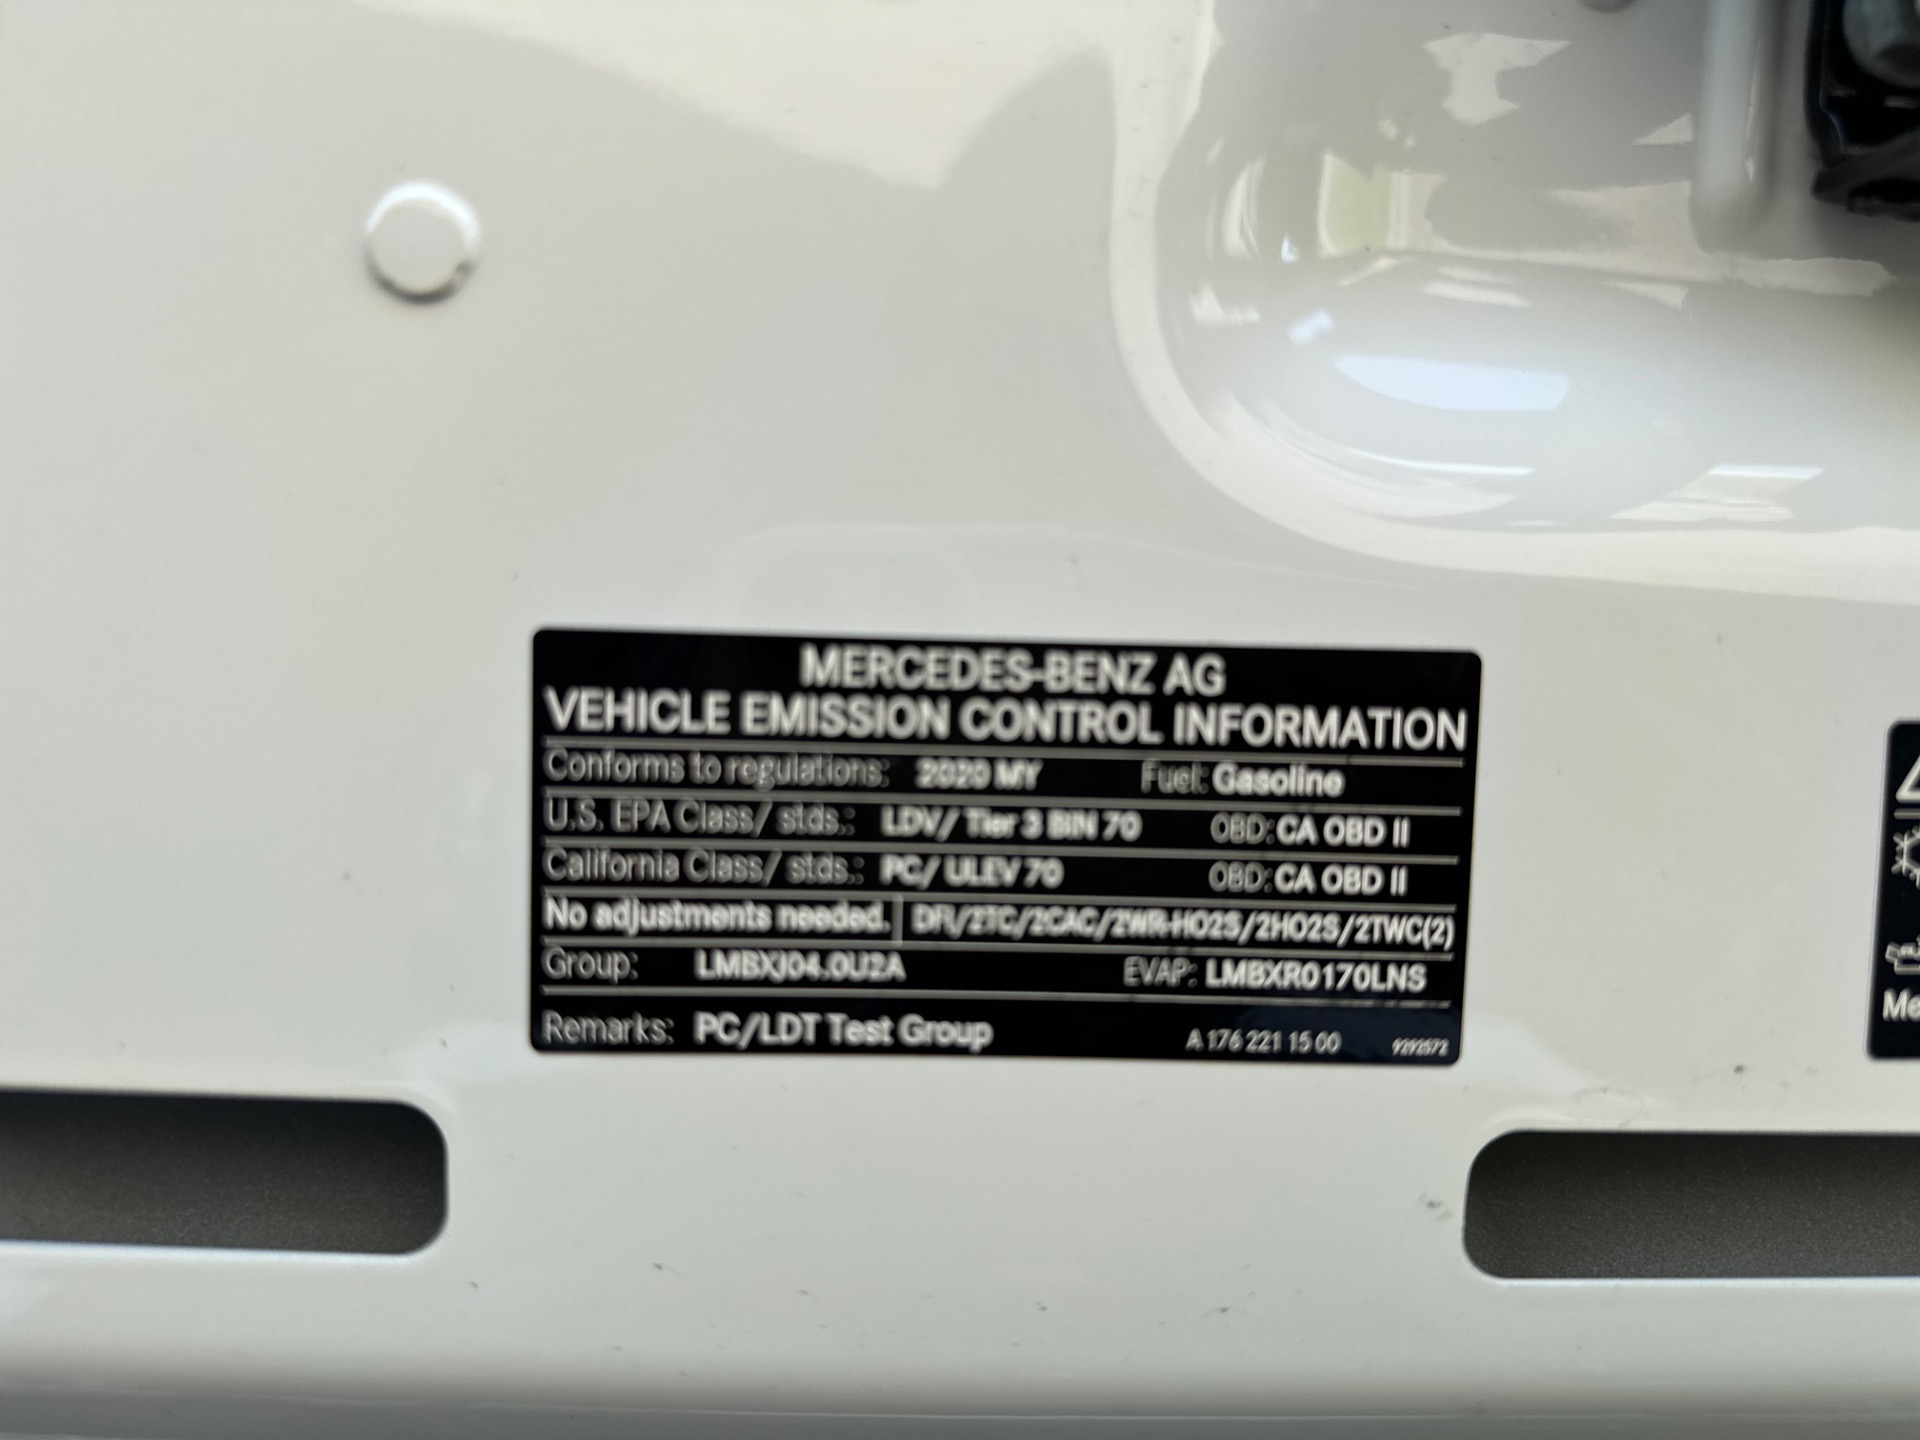 MERCEDES-BENZ AG
VEHICLE EMISSION CONTROL INFORMATION
Conforms to regulations: 2020 MY Fuel: Gasoline
U.S. EPA Class/ stds.: LDV/ Tier 3 BIN 70 OBD: CA OBD II
California Class/ stds.: PC/ ULEV 70 OBD: CA OBD II
No adjustments needed. DFI/2TC/2CAC/2WR-HO2S/2HO2S/2TWC(2)
Group: LMBXJ04.0U2A EVAP: LMBXR0170LNS
Remarks: PC/LDT Test Group A 176 221 15 00 9292572
Me